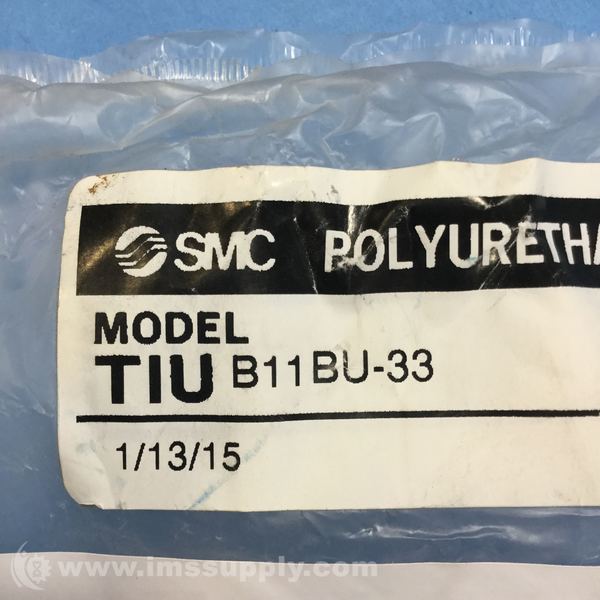 SMC POLYURETHA
MODEL
TIU B11BU-33
1/13/15
www.imssupply.com